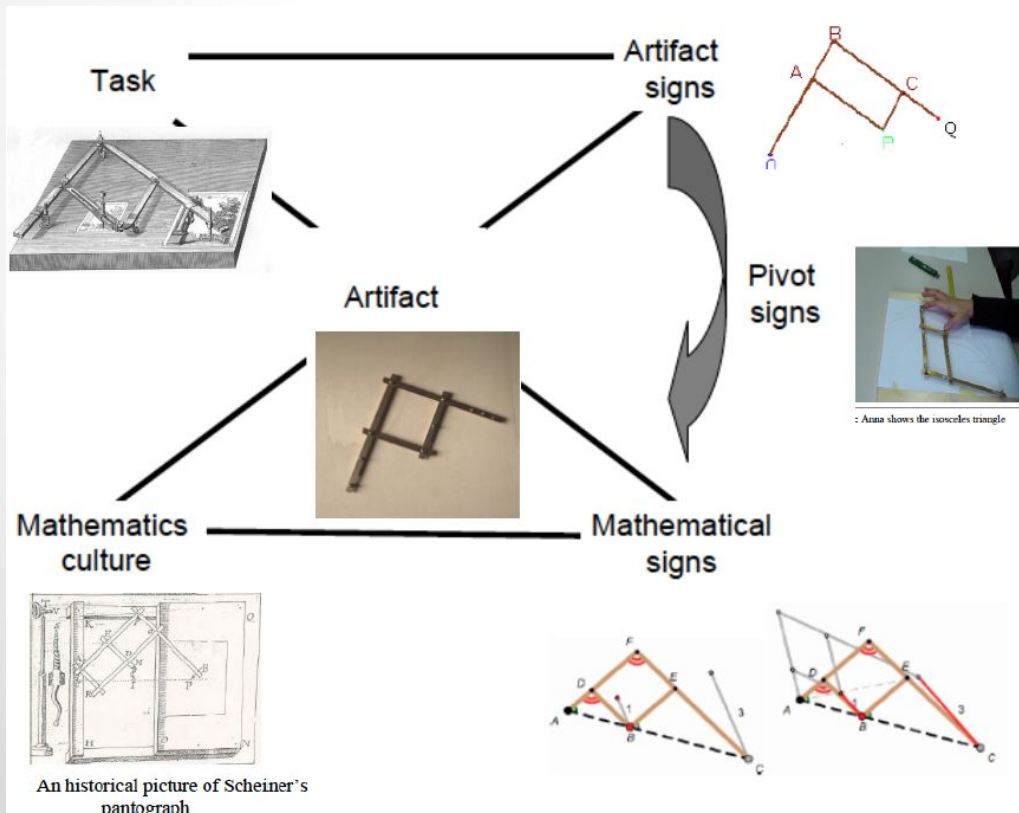 Task
Artifact
signs
B
A
C
Q
P
Artifact
Pivot
signs
: Anna shows the isosceles triangle
Mathematics
culture
Mathematical
signs
K
Q
H
N
B
P
An historical picture of Scheiner's
pantograph
F
D
E
A
1
3
B
C
F
D
E
A
1
3
B
C